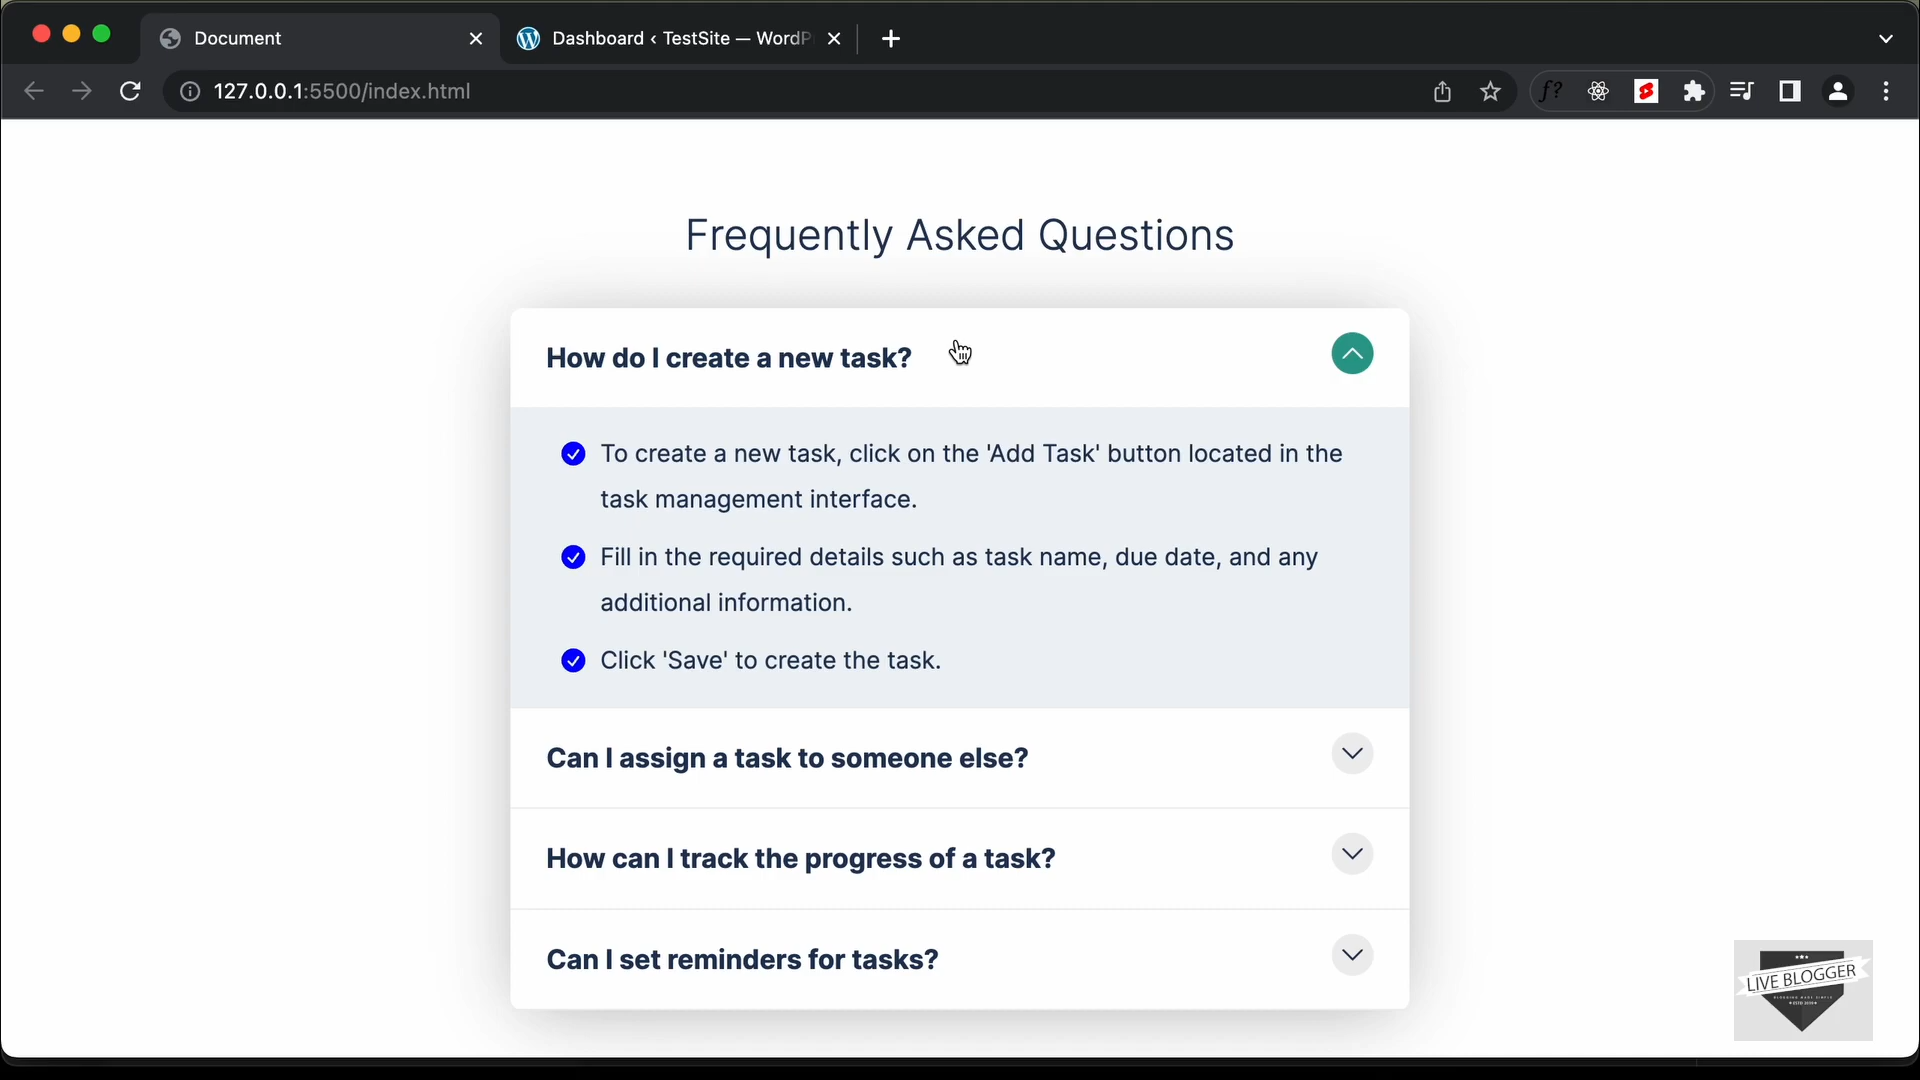 Document
Dashboard ‹ TestSite — WordP
127.0.0.1:5500/index.html
f?
Frequently Asked Questions
How do I create a new task?
To create a new task, click on the 'Add Task' button located in the
task management interface.
Fill in the required details such as task name, due date, and any
additional information.
Click 'Save' to create the task.
Can I assign a task to someone else?
How can I track the progress of a task?
Can I set reminders for tasks?
LIVE BLOGGER
BLOGGING MADE SIMPLE